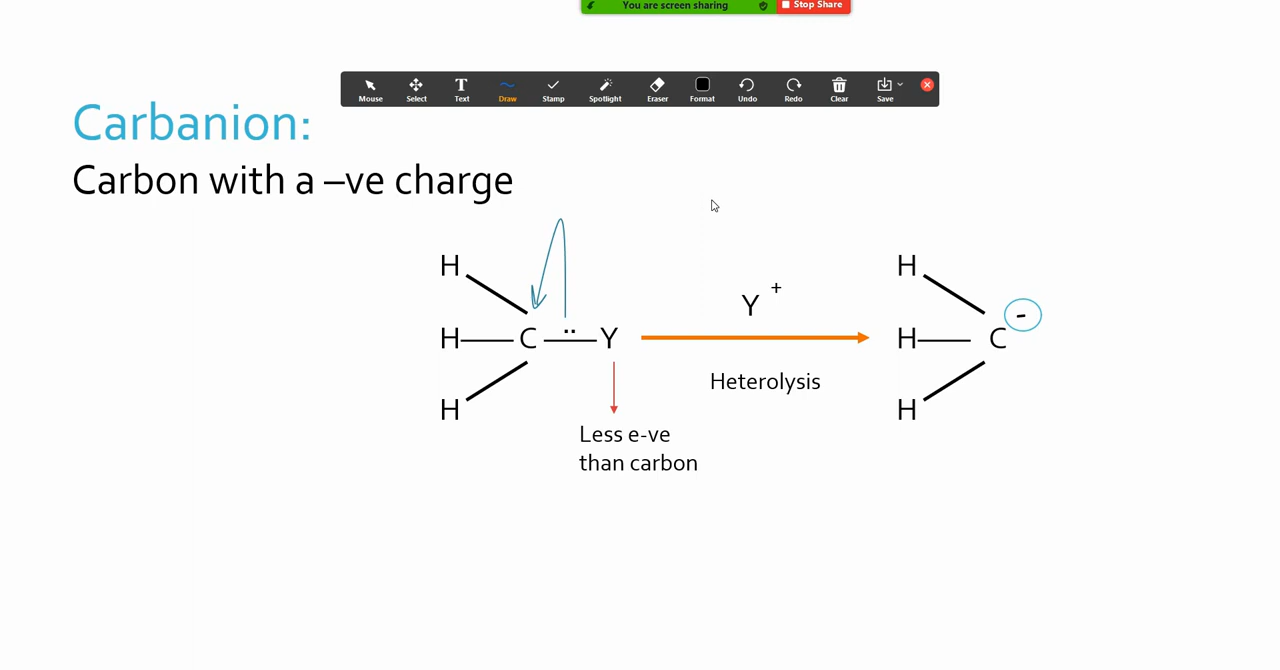 You are screen sharing Stop Share
Mouse Select Text Draw Stamp Spotlight Eraser Format Undo Redo Clear Save
Carbanion:
Carbon with a –ve charge
H H
Y +
-
H C .. Y H C
Heterolysis
H H
Less e-ve
than carbon